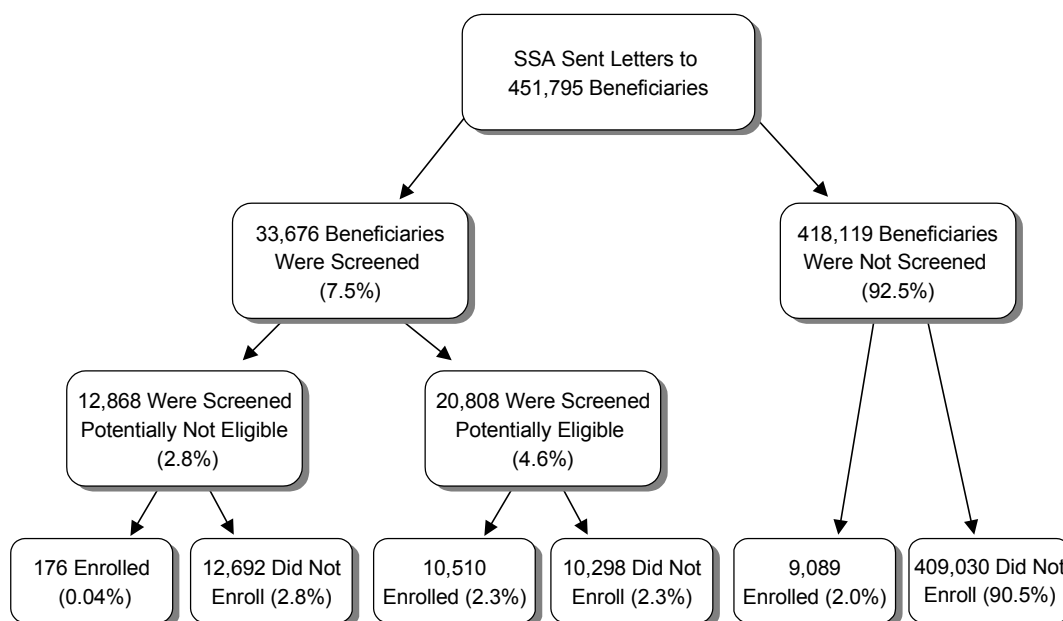 SSA Sent Letters to
451,795 Beneficiaries
33,676 Beneficiaries
Were Screened
(7.5%)
418,119 Beneficiaries
Were Not Screened
(92.5%)
12,868 Were Screened
Potentially Not Eligible
(2.8%)
20,808 Were Screened
Potentially Eligible
(4.6%)
176 Enrolled
(0.04%)
12,692 Did Not
Enroll (2.8%)
10,510
Enrolled (2.3%)
10,298 Did Not
Enroll (2.3%)
9,089
Enrolled (2.0%)
409,030 Did Not
Enroll (90.5%)